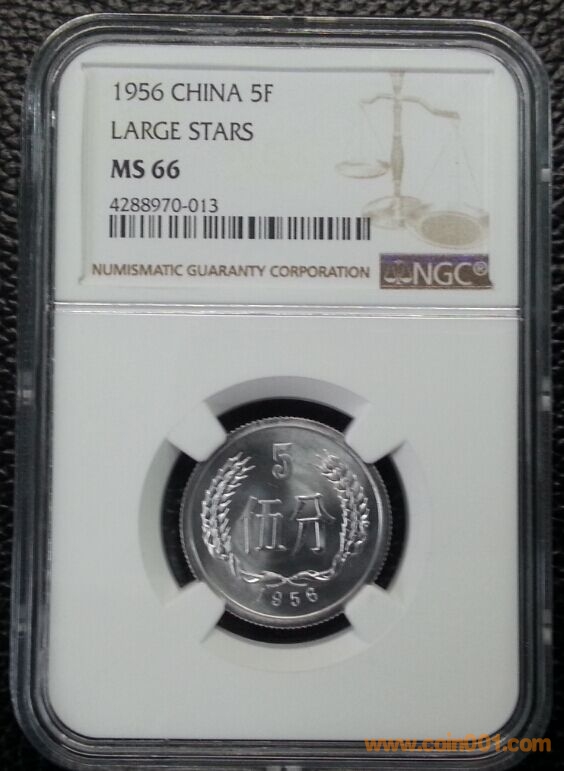 1956 CHINA 5F
LARGE STARS
MS 66
4288970-013
NUMISMATIC GUARANTY CORPORATION
NGC®
5
伍分
1956
www.coin001.com